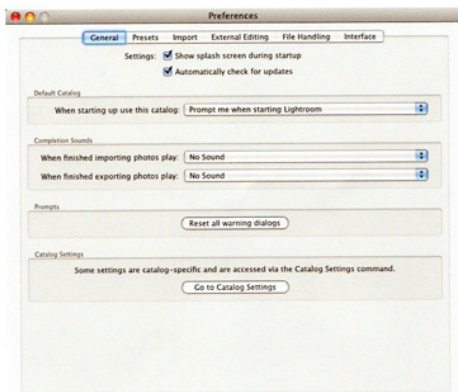 Preferences
General Presets Import External Editing File Handling Interface
Settings: Show splash screen during startup
Automatically check for updates
Default Catalog
When starting up use this catalog: Prompt me when starting Lightroom
Completion Sounds
When finished importing photos play: No Sound
When finished exporting photos play: No Sound
Prompts
Reset all warning dialogs
Catalog Settings
Some settings are catalog-specific and are accessed via the Catalog Settings command.
Go to Catalog Settings